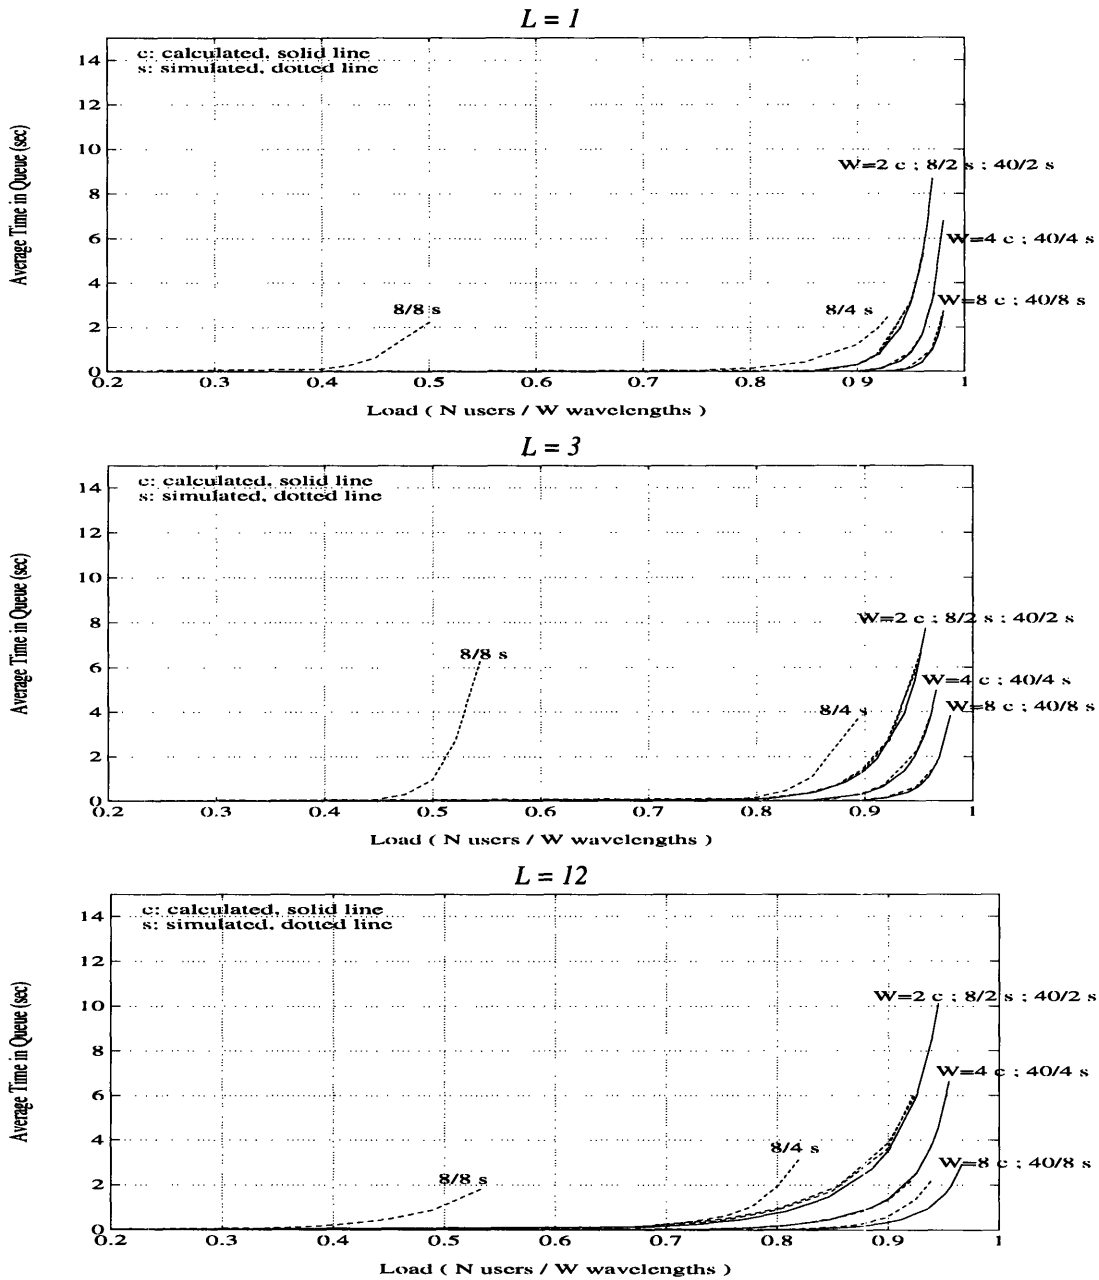 L = 1
c: calculated, solid line
s: simulated, dotted line
14
12
10
8
6
4
2
0
Average Time in Queue (sec)
W=2 c ; 8/2 s ; 40/2 s
W=4 c ; 40/4 s
W=8 c ; 40/8 s
8/8 s
8/4 s
0.2 0.3 0.4 0.5 0.6 0.7 0.8 0.9 1
Load ( N users / W wavelengths )
L = 3
c: calculated, solid line
s: simulated, dotted line
14
12
10
8
6
4
2
0
Average Time in Queue (sec)
W=2 c ; 8/2 s ; 40/2 s
8/8 s
W=4 c ; 40/4 s
8/4 s
W=8 c ; 40/8 s
0.2 0.3 0.4 0.5 0.6 0.7 0.8 0.9 1
Load ( N users / W wavelengths )
L = 12
c: calculated, solid line
s: simulated, dotted line
14
12
10
8
6
4
2
0
Average Time in Queue (sec)
W=2 c ; 8/2 s ; 40/2 s
W=4 c ; 40/4 s
8/4 s
W=8 c ; 40/8 s
8/8 s
0.2 0.3 0.4 0.5 0.6 0.7 0.8 0.9 1
Load ( N users / W wavelengths )